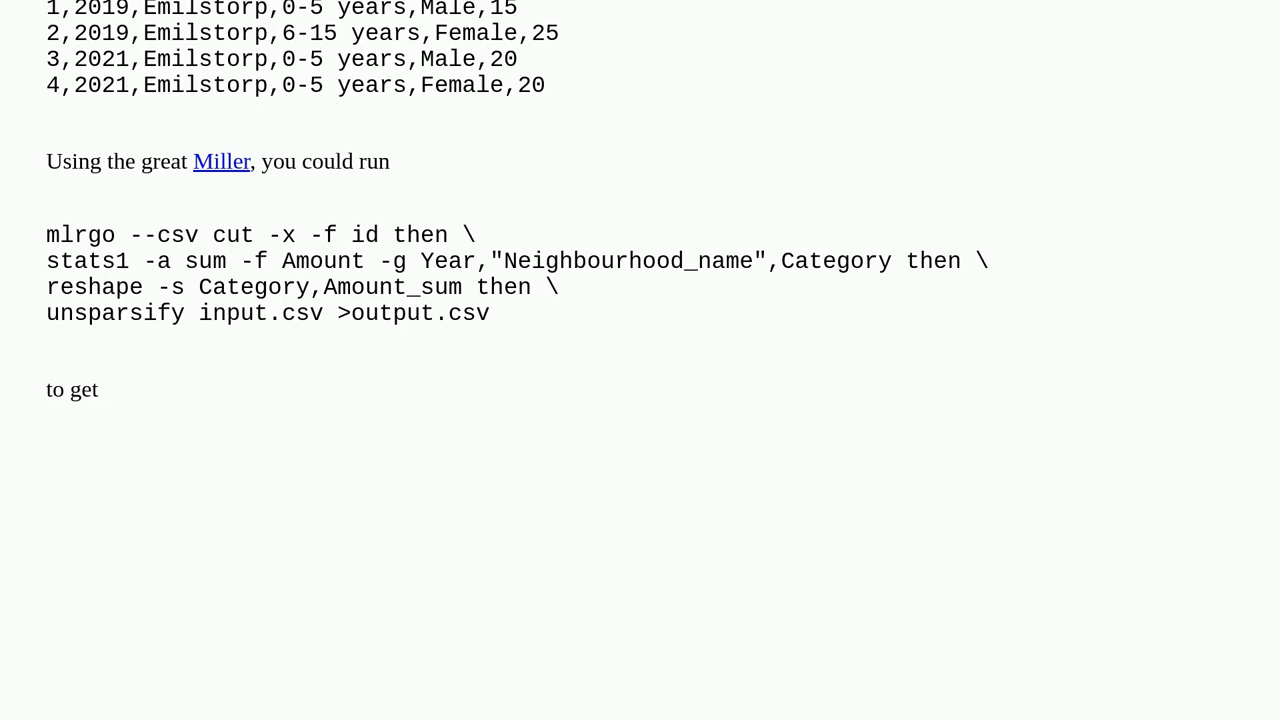 1,2019,Emilstorp,0-5 years,Male,15
2,2019,Emilstorp,6-15 years,Female,25
3,2021,Emilstorp,0-5 years,Male,20
4,2021,Emilstorp,0-5 years,Female,20
Using the great Miller, you could run
mlrgo --csv cut -x -f id then \
stats1 -a sum -f Amount -g Year,"Neighbourhood_name",Category then \
reshape -s Category,Amount_sum then \
unsparsify input.csv >output.csv
to get